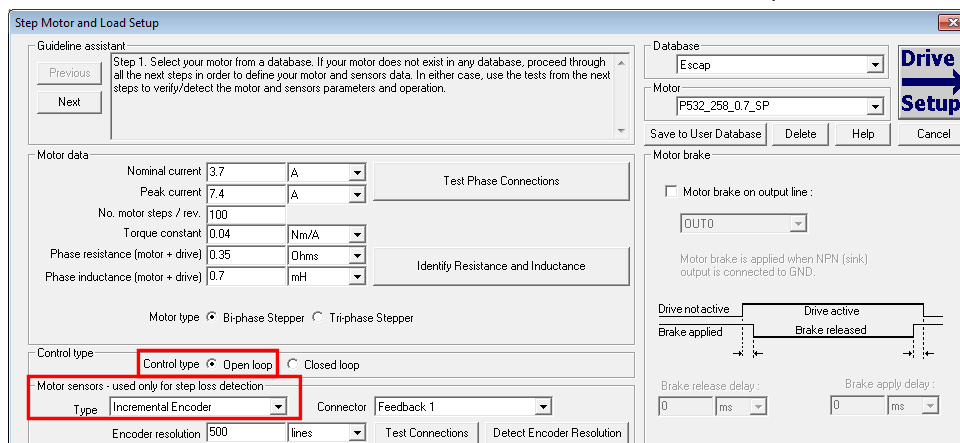 Step Motor and Load Setup
Guideline assistant
Previous
Next
Step 1. Select your motor from a database. If your motor does not exist in any database, proceed through
all the next steps in order to define your motor and sensors data. In either case, use the tests from the next
steps to verify/detect the motor and sensors parameters and operation.
Database
Escap
Motor
P532_258_0.7_SP
Drive
Setup
Save to User Database
Delete
Help
Cancel
Motor data
Nominal current 3.7 A
Peak current 7.4 A
No. motor steps / rev. 100
Torque constant 0.04 Nm/A
Phase resistance (motor + drive) 0.35 Ohms
Phase inductance (motor + drive) 0.7 mH
Test Phase Connections
Identify Resistance and Inductance
Motor type Bi-phase Stepper Tri-phase Stepper
Motor brake
Motor brake on output line :
OUT0
Motor brake is applied when NPN (sink)
output is connected to GND.
Drive not active Drive active
Brake applied Brake released
Brake release delay : Brake apply delay :
0 ms 0 ms
Control type
Control type Open loop Closed loop
Motor sensors - used only for step loss detection
Type Incremental Encoder Connector Feedback 1
Encoder resolution 500 lines Test Connections Detect Encoder Resolution